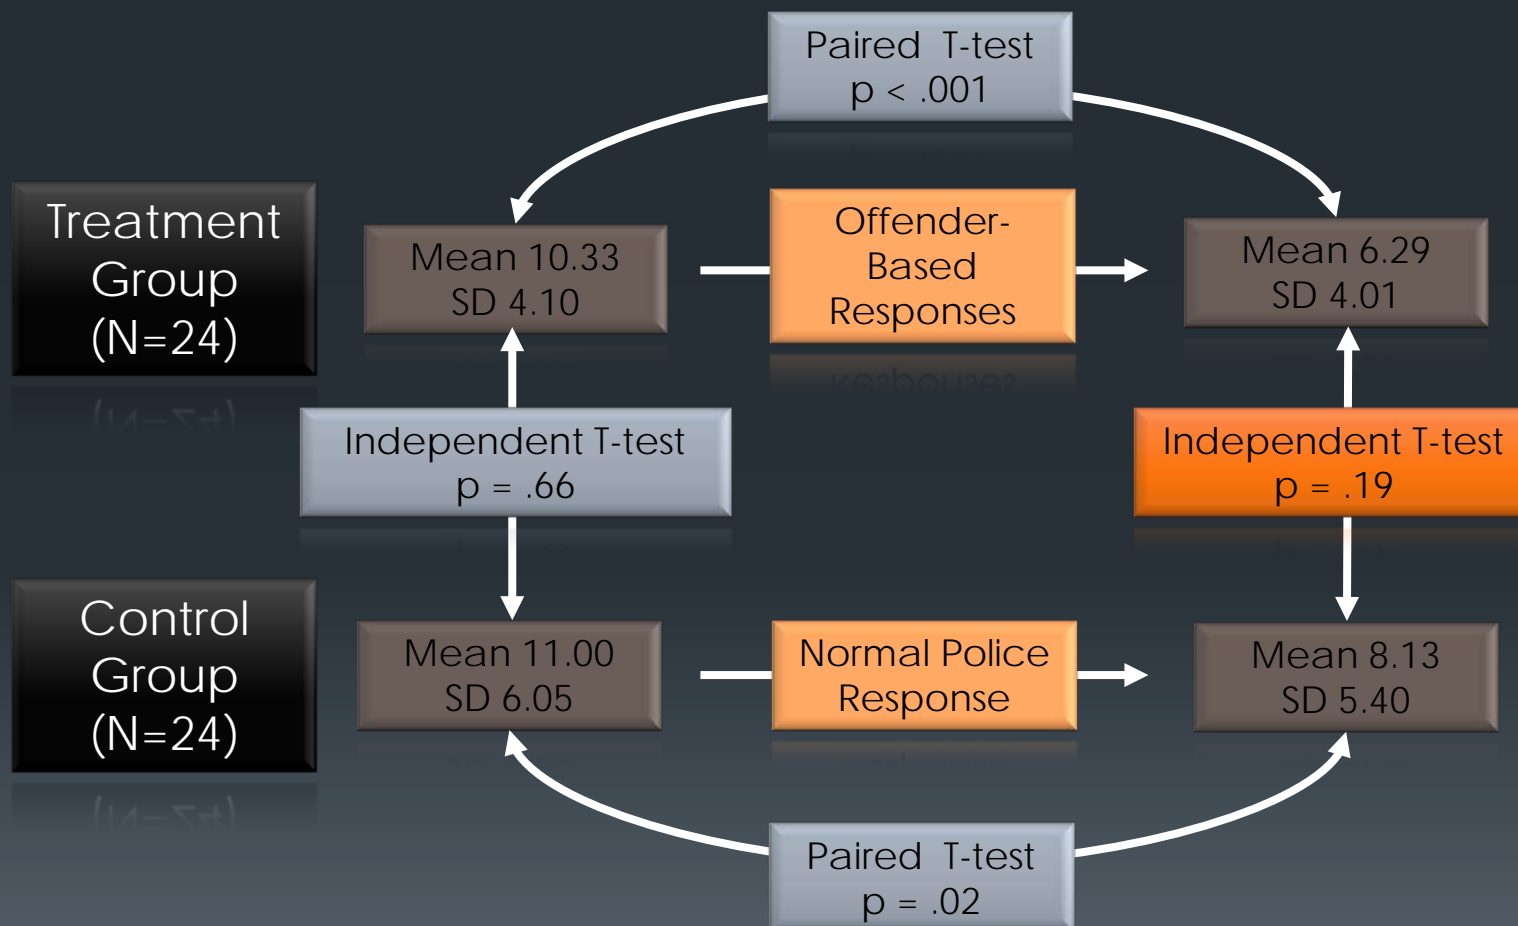 Paired T-test
p < .001
Treatment
Group
(N=24)
Mean 10.33
SD 4.10
Offender-
Based
Responses
Mean 6.29
SD 4.01
Independent T-test
p = .66
Independent T-test
p = .19
Control
Group
(N=24)
Mean 11.00
SD 6.05
Normal Police
Response
Mean 8.13
SD 5.40
Paired T-test
p = .02